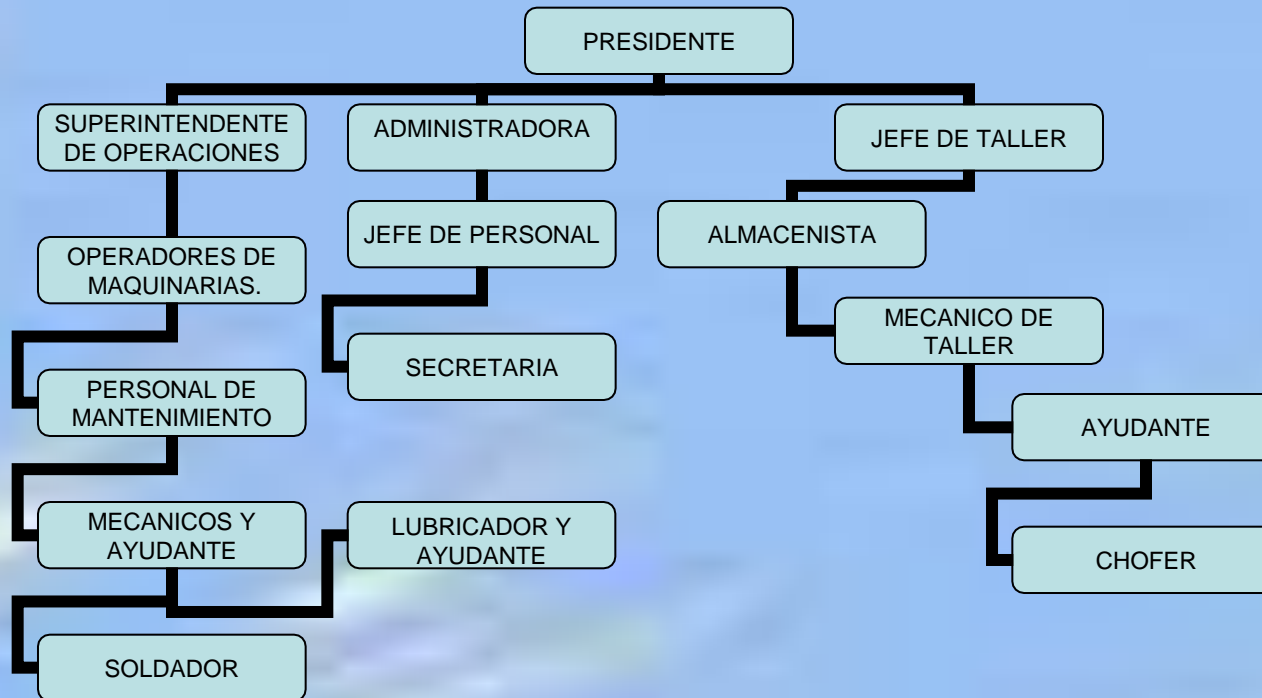 PRESIDENTE
SUPERINTENDENTE
DE OPERACIONES
ADMINISTRADORA
JEFE DE TALLER
OPERADORES DE
MAQUINARIAS.
JEFE DE PERSONAL
ALMACENISTA
MECANICO DE
TALLER
SECRETARIA
PERSONAL DE
MANTENIMIENTO
AYUDANTE
MECANICOS Y
AYUDANTE
LUBRICADOR Y
AYUDANTE
CHOFER
SOLDADOR